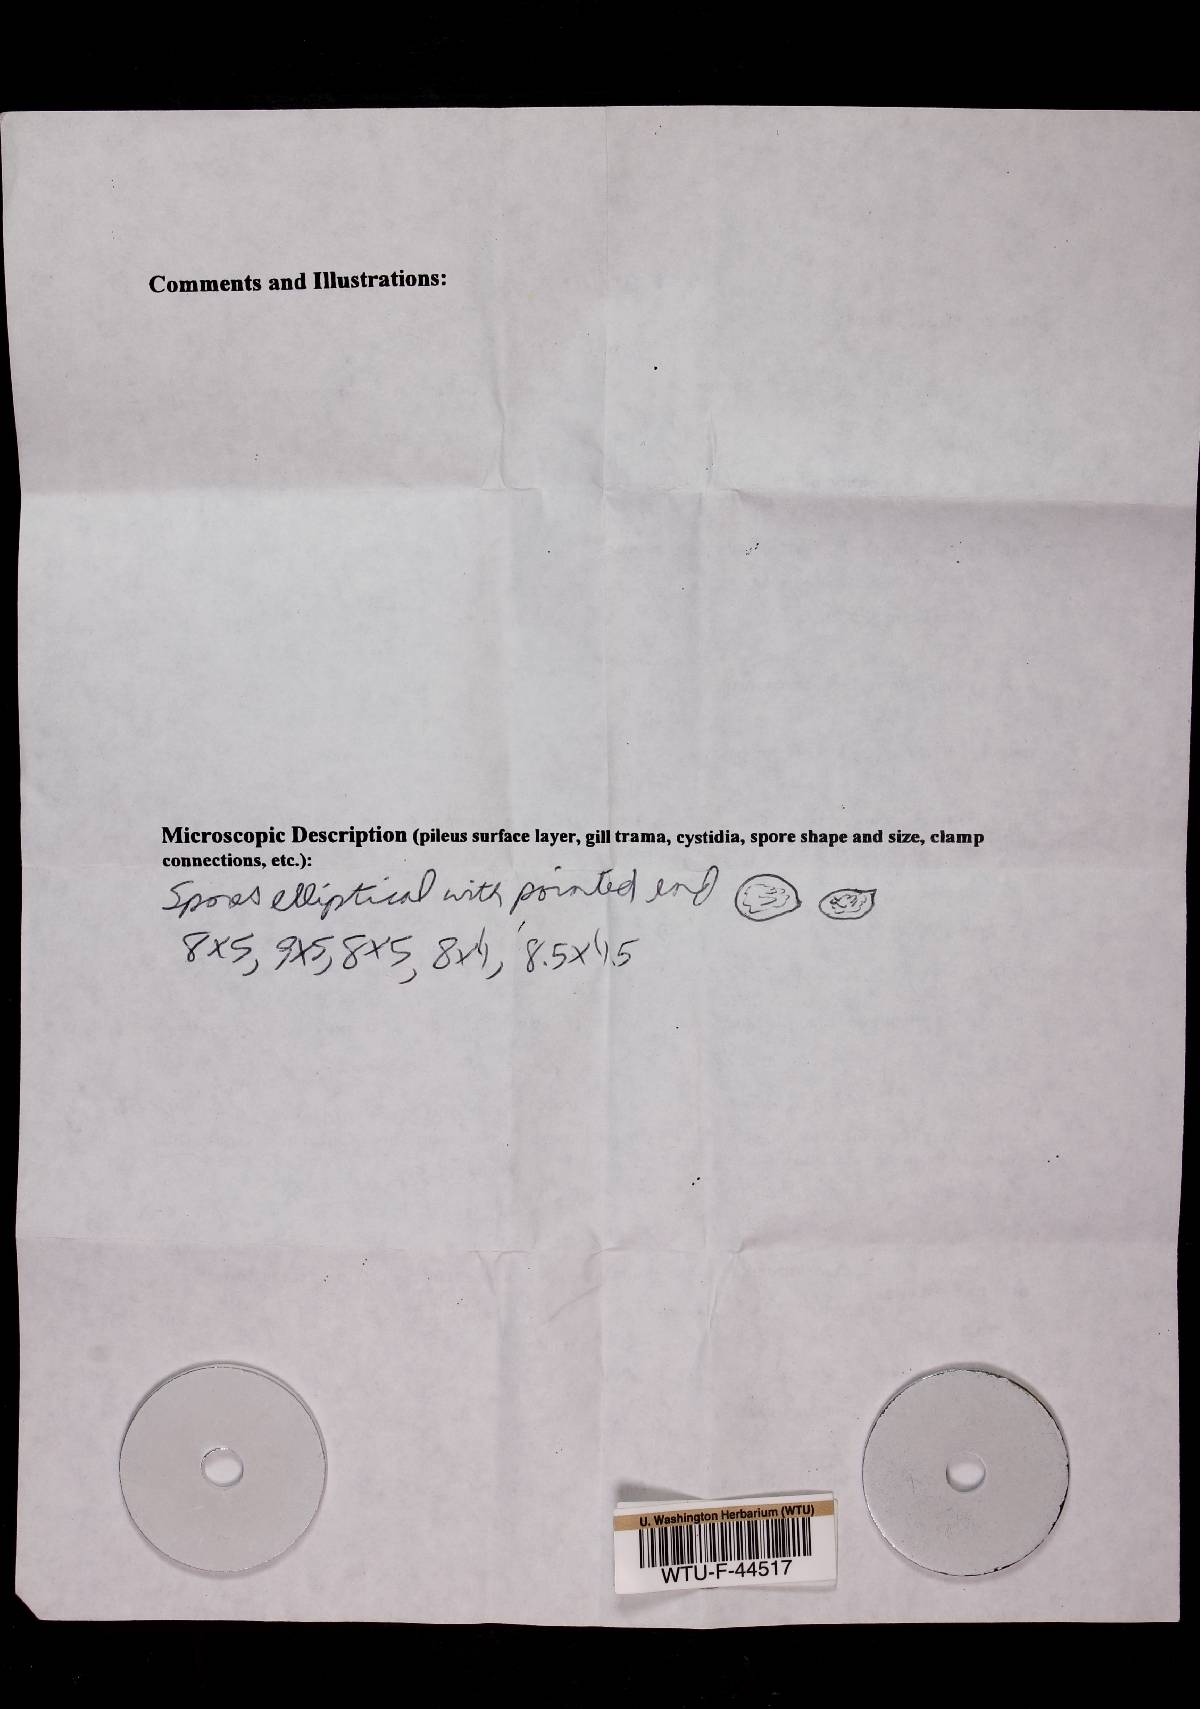 Comments and Illustrations:
Microscopic Description (pileus surface layer, gill trama, cystidia, spore shape and size, clamp
connections, etc.):
Spores elliptical with pointed end
8x5, 9x5, 8x5, 8x4, 8.5x4.5
U. Washington Herbarium (WTU)
WTU-F-44517